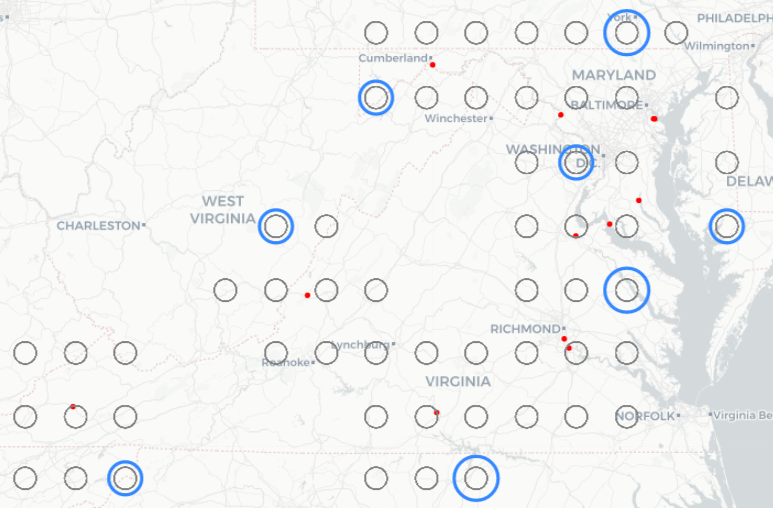 York
PHILADELPH
Wilmington
Cumberland
MARYLAND
BALTIMORE
Winchester
WASHINGTON
D.C.
DELAW
WEST
VIRGINIA
CHARLESTON
RICHMOND
Lynchburg
Roanoke
VIRGINIA
NORFOLK
Virginia Be